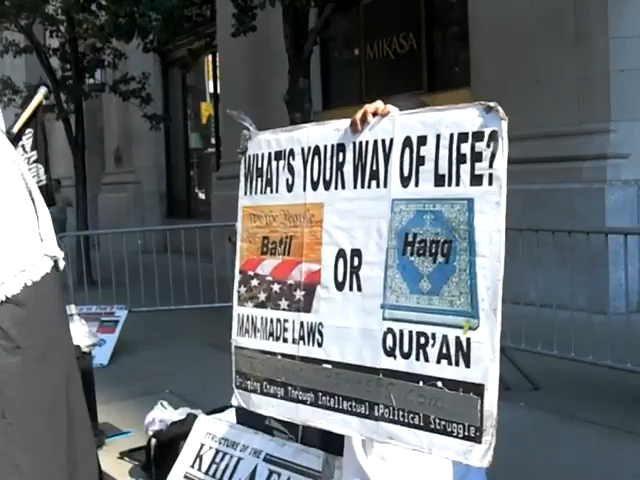 MIKASA
WHAT'S YOUR WAY OF LIFE?
We the People
Batil
Haqq
OR
MAN-MADE LAWS
QUR'AN
Bringing Change Through Intellectual &Political Struggle.
STRUCTURE OF THE